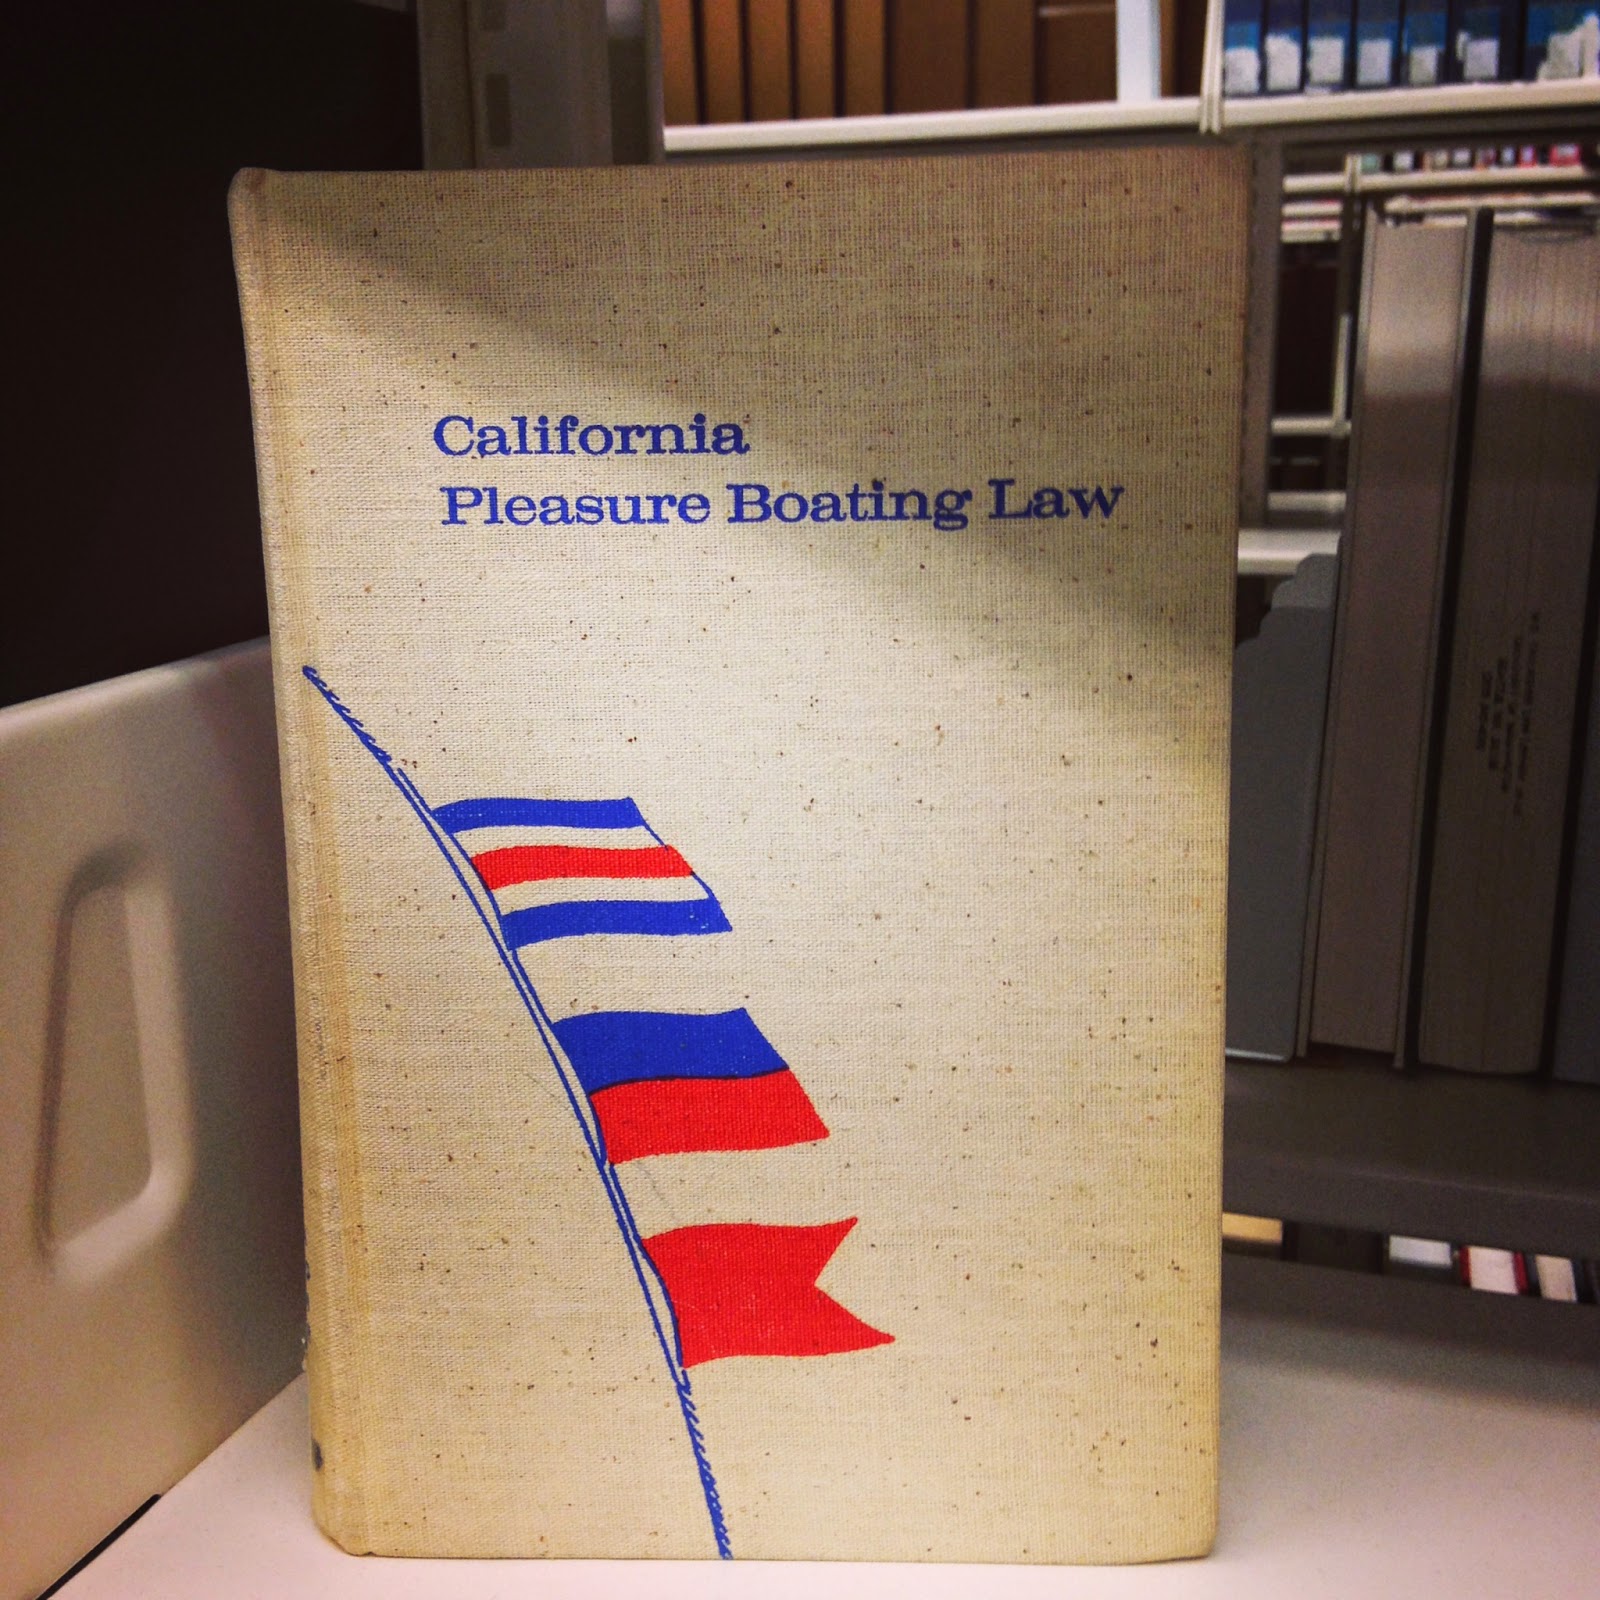 California
Pleasure Boating Law